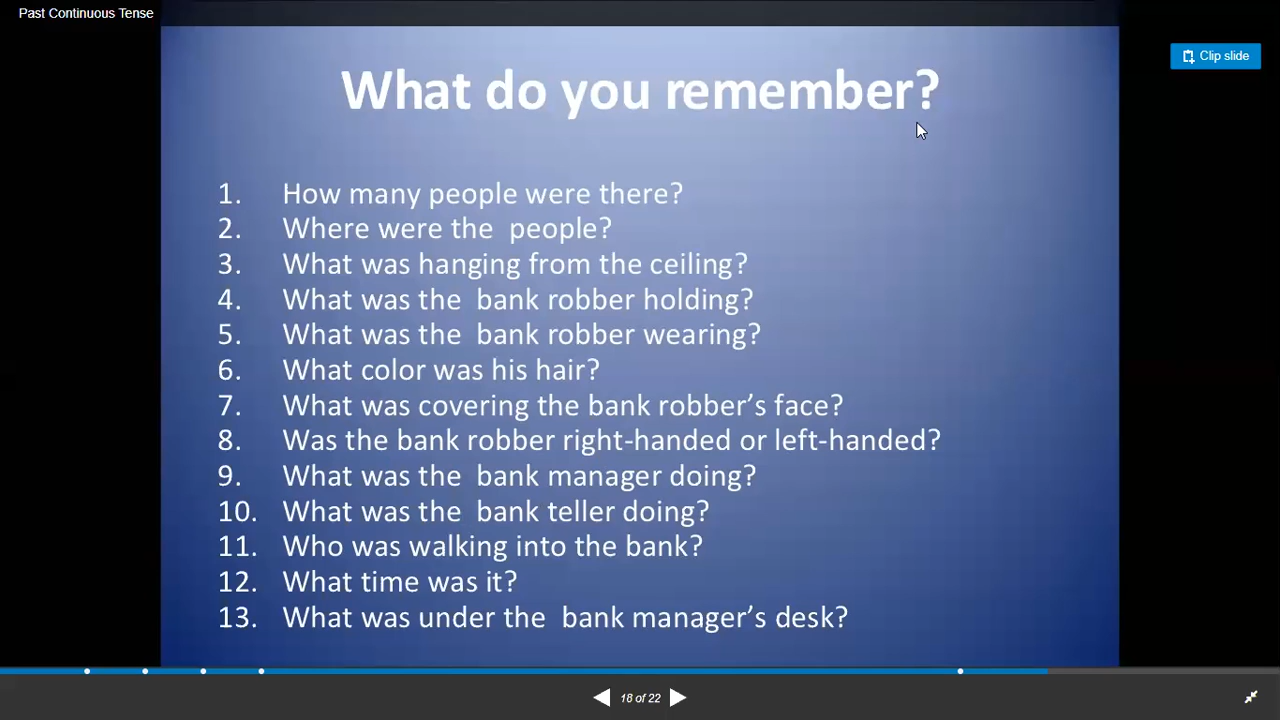 Past Continuous Tense
Clip slide
What do you remember?
1. How many people were there?
2. Where were the people?
3. What was hanging from the ceiling?
4. What was the bank robber holding?
5. What was the bank robber wearing?
6. What color was his hair?
7. What was covering the bank robber’s face?
8. Was the bank robber right-handed or left-handed?
9. What was the bank manager doing?
10. What was the bank teller doing?
11. Who was walking into the bank?
12. What time was it?
13. What was under the bank manager’s desk?
18 of 22